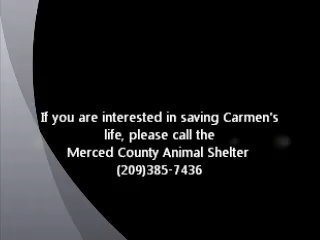 If you are interested in saving Carmen's
life, please call the
Merced County Animal Shelter
(209)385-7436